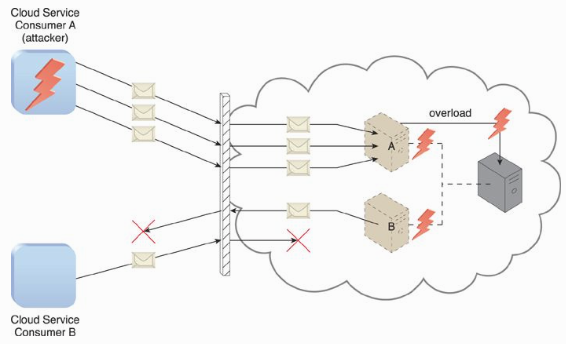 Cloud Service
Consumer A
(attacker)
overload
A
B
Cloud Service
Consumer B